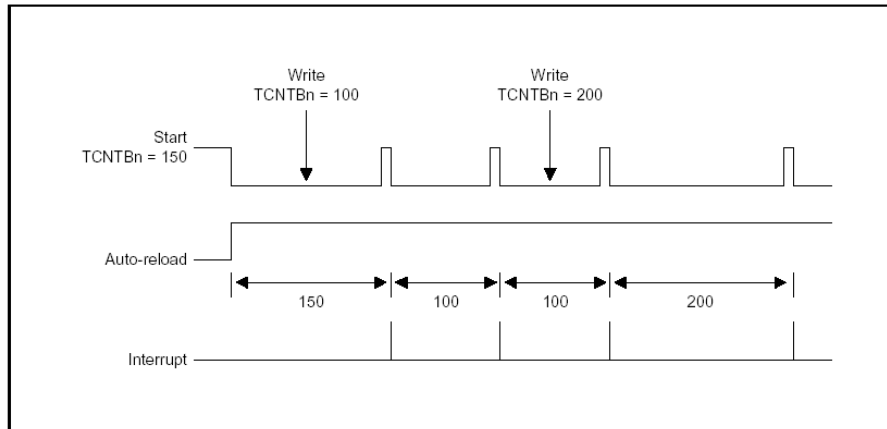 Write
TCNTBn = 100
Write
TCNTBn = 200
Start
TCNTBn = 150
Auto-reload
150
100
100
200
Interrupt